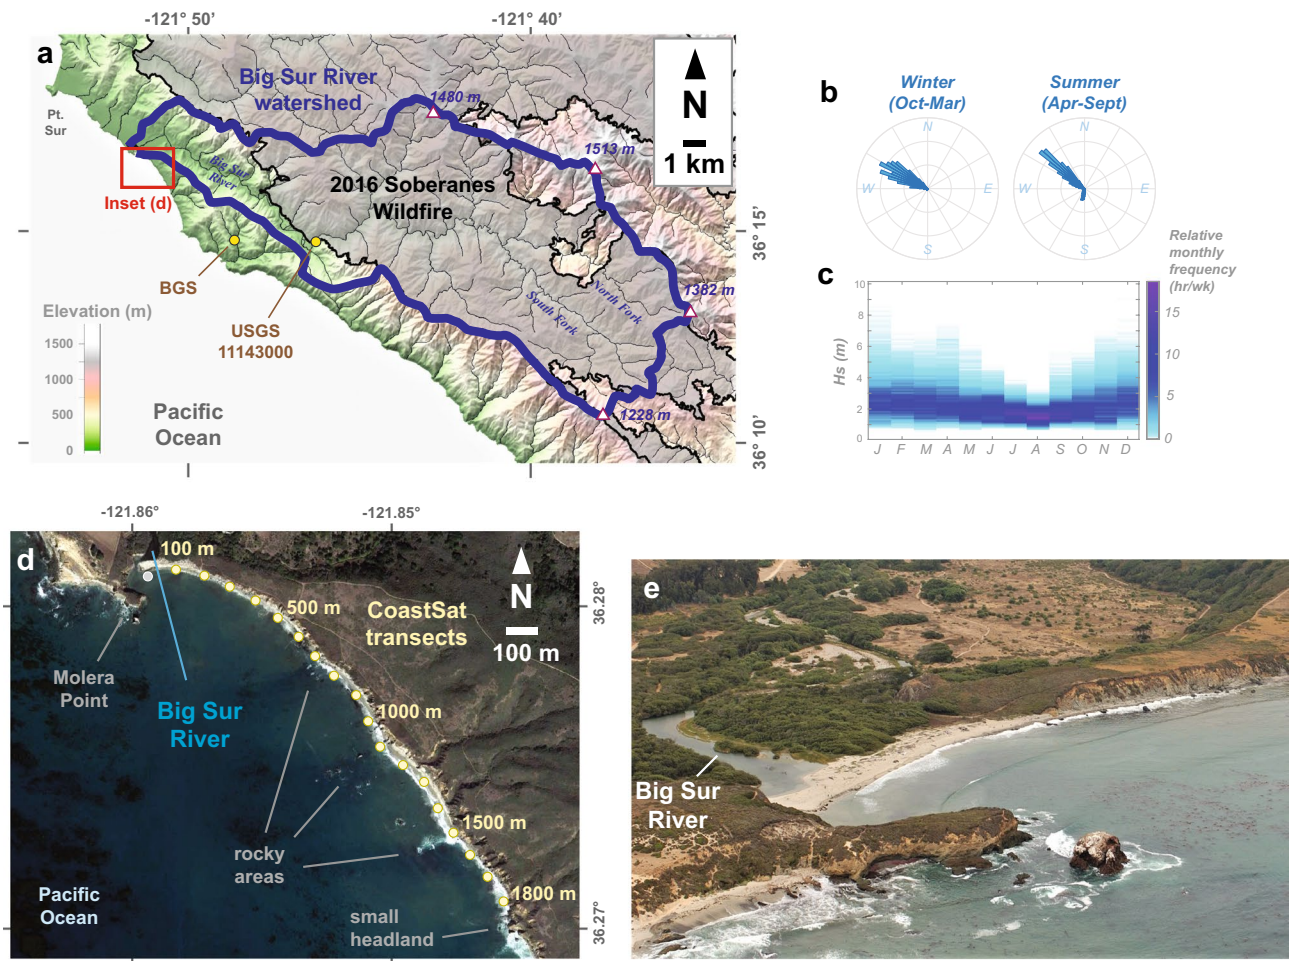 -121° 50’
-121° 40’
a
Big Sur River
watershed
1480 m
N
1 km
Pt.
Sur
1513 m
Big Sur
River
2016 Soberanes
Wildfire
Inset (d)
36° 15’
BGS
North Fork
South Fork
1382 m
USGS
11143000
Elevation (m)
1500
1000
500
0
Pacific
Ocean
1228 m
36° 10’
b
Winter
(Oct-Mar)
Summer
(Apr-Sept)
N
W
E
S
N
W
E
S
c
Relative
monthly
frequency
(hr/wk)
10
8
6
4
2
0
Hs (m)
J F M A M J J A S O N D
15
10
5
0
-121.86°
-121.85°
d
100 m
500 m
CoastSat
transects
N
100 m
36.28°
Molera
Point
Big Sur
River
1000 m
1500 m
rocky
areas
1800 m
Pacific
Ocean
small
headland
36.27°
e
Big Sur
River